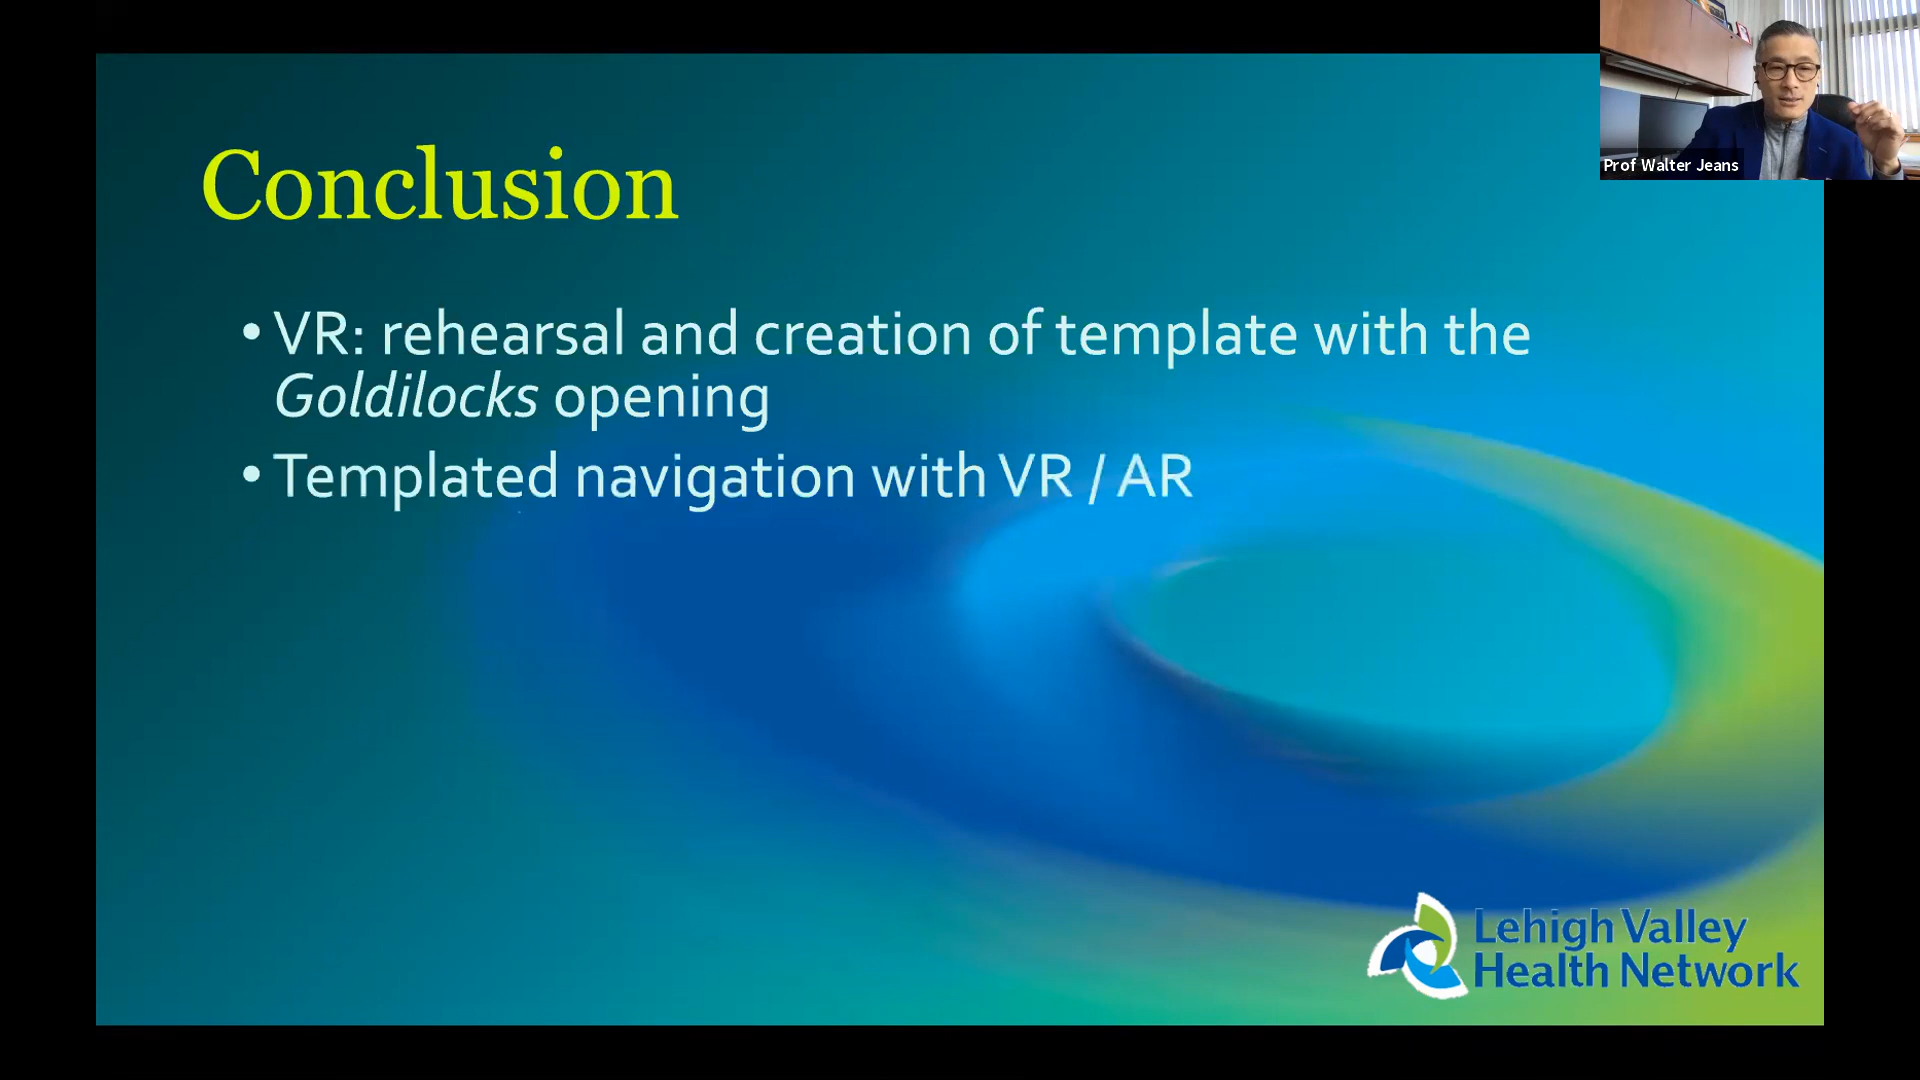 Prof Walter Jeans
Conclusion
• VR: rehearsal and creation of template with the
Goldilocks opening
• Templated navigation with VR / AR
Lehigh Valley
Health Network